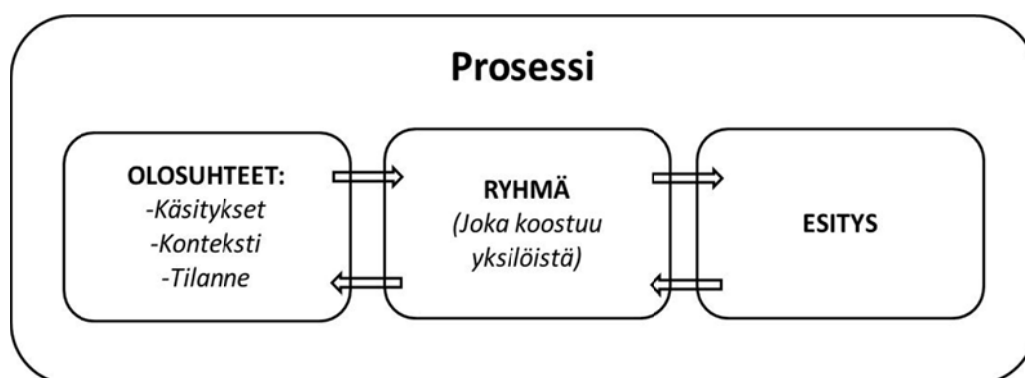 Prosessi
OLOSUHTEET:
-Käsitykset
-Konteksti
-Tilanne
RYHMÄ
(Joka koostuu
yksilöistä)
ESITYS